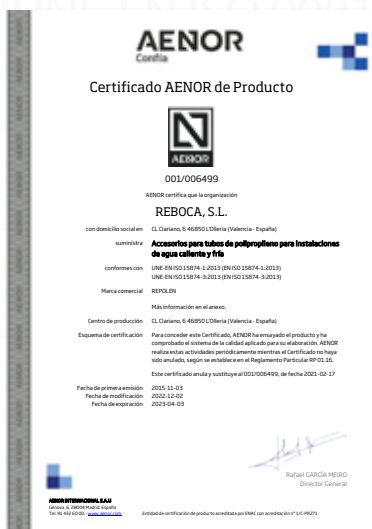 AENOR
Confía
Certificado AENOR de Producto
AENOR
001/006499
AENOR certifica que la organización
REBOCA, S.L.
con domicilio social en CL Clariano, 6 46850 L'Olleria (Valencia - España)
suministra Accesorios para tubos de polipropileno para instalaciones
de agua caliente y fría
conformes con UNE-EN ISO 15874-1:2013 (EN ISO 15874-1:2013)
UNE-EN ISO 15874-3:2013 (EN ISO 15874-3:2013)
Marca comercial REPOLEN
Más información en el anexo.
Centro de producción CL Clariano, 6 46850 L'Olleria (Valencia - España)
Esquema de certificación Para conceder este Certificado, AENOR ha ensayado el producto y ha
comprobado el sistema de la calidad aplicado para su elaboración. AENOR
realiza estas actividades periódicamente mientras el Certificado no haya
sido anulado, según se establece en el Reglamento Particular RP 01.16.
Este certificado anula y sustituye al 001/006499, de fecha 2021-02-17
Fecha de primera emisión 2015-11-03
Fecha de modificación 2022-12-02
Fecha de expiración 2023-04-03
Rafael GARCÍA MEIRO
Director General
AENOR INTERNACIONAL S.A.U
Génova, 6. 28004 Madrid. España
Tel. 91 432 60 00.- www.aenor.com Entidad de certificación de producto acreditada por ENAC con acreditación nº 1/C-PR271